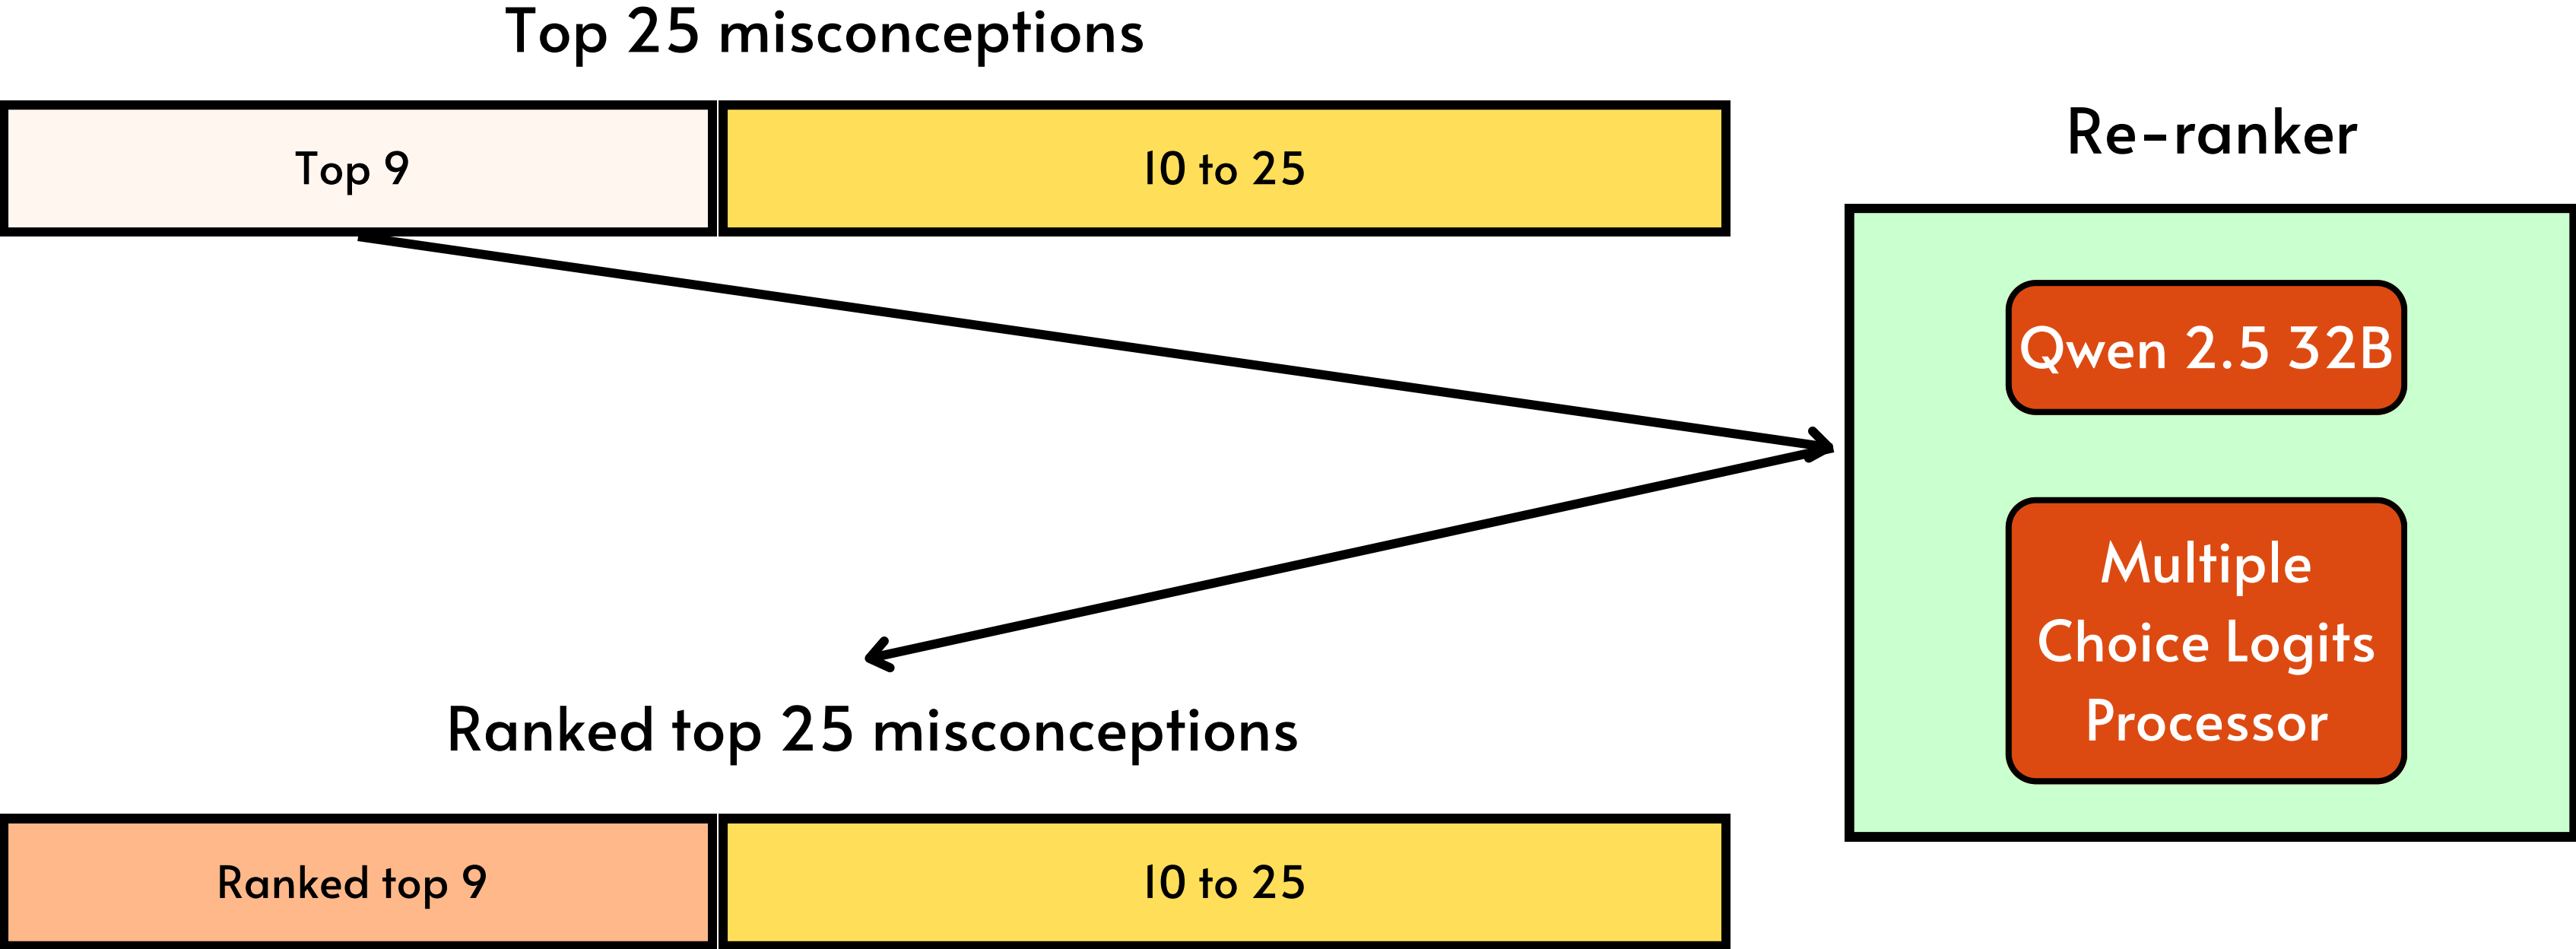 Top 25 misconceptions
Top 9
10 to 25
Re-ranker
Qwen 2.5 32B
Multiple
Choice Logits
Processor
Ranked top 25 misconceptions
Ranked top 9
10 to 25